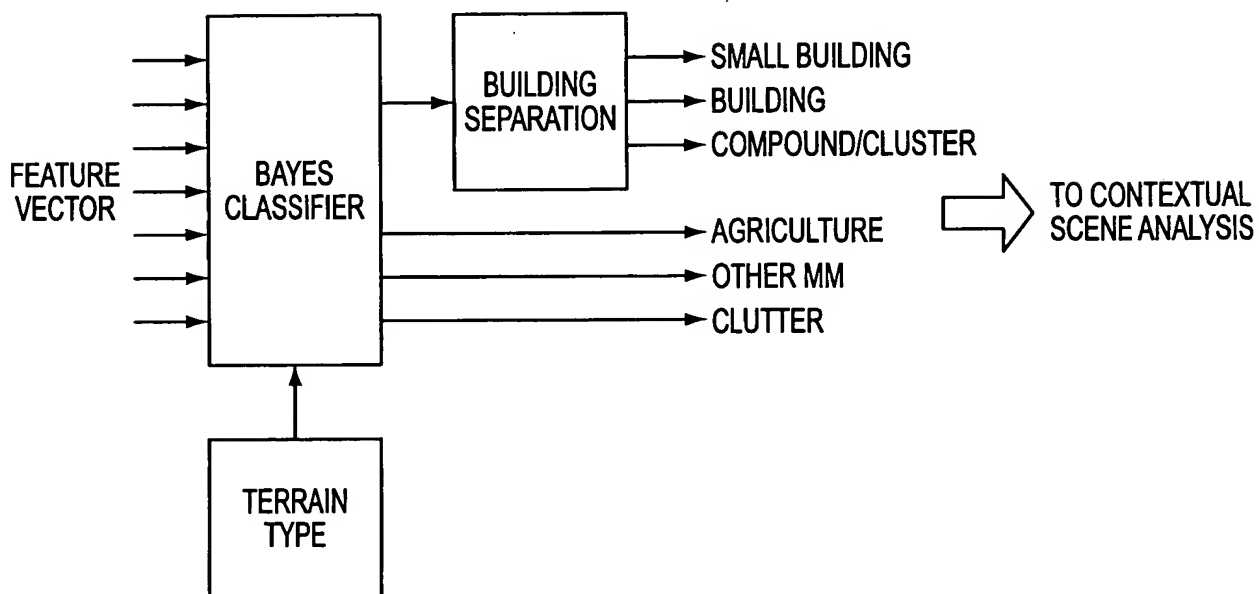 FEATURE
VECTOR
BAYES
CLASSIFIER
TERRAIN
TYPE
BUILDING
SEPARATION
SMALL BUILDING
BUILDING
COMPOUND/CLUSTER
AGRICULTURE
OTHER MM
CLUTTER
TO CONTEXTUAL
SCENE ANALYSIS